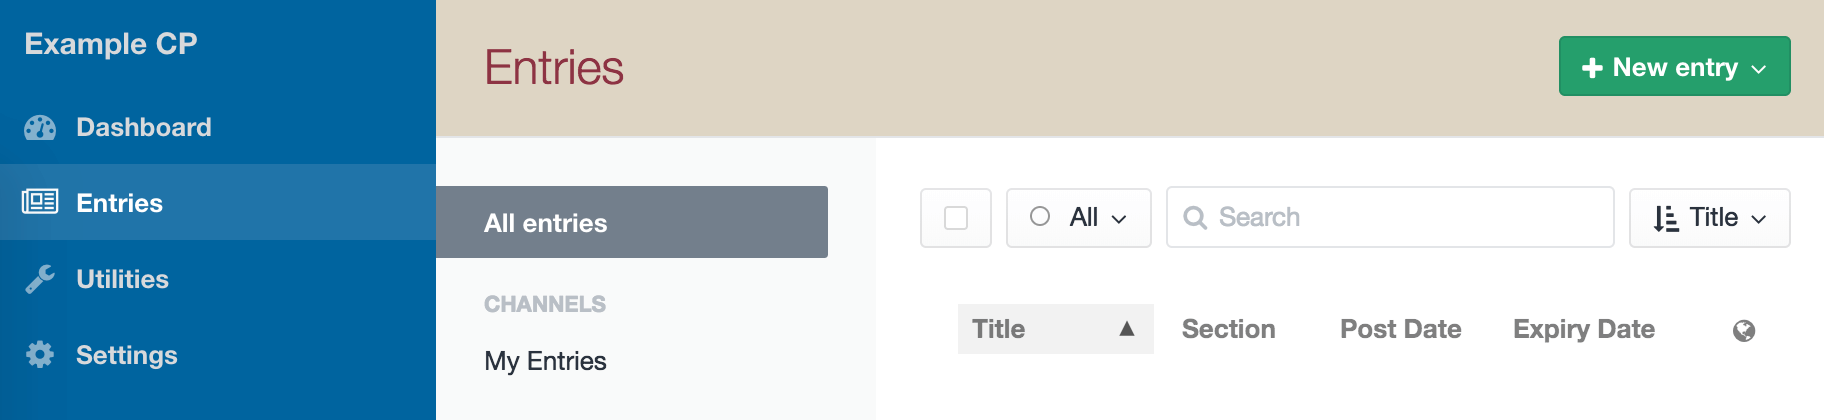 Example CP
Dashboard
Entries
Utilities
Settings
Entries
New entry
All entries
CHANNELS
My Entries
All
Search
Title
Title Section Post Date Expiry Date